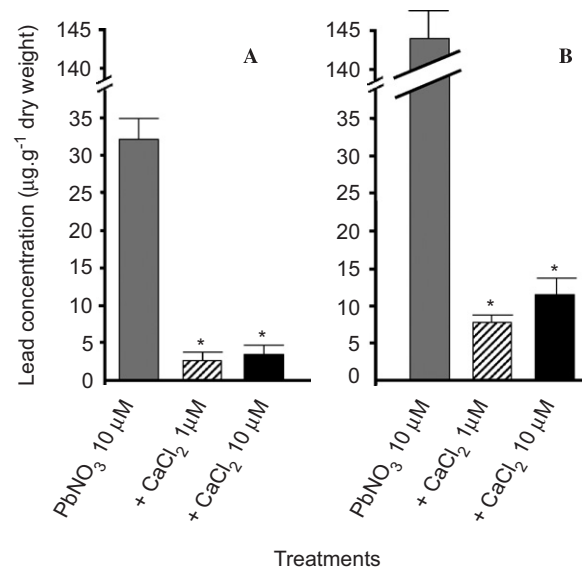 Lead concentration (µg.g⁻¹ dry weight)
A
145
140
35
30
25
20
15
10
5
0
*
*
PbNO₃ 10 µM
+ CaCl₂ 1µM
+ CaCl₂ 10 µM
B
145
140
35
30
25
20
15
10
5
0
*
*
PbNO₃ 10 µM
+ CaCl₂ 1µM
+ CaCl₂ 10 µM
Treatments